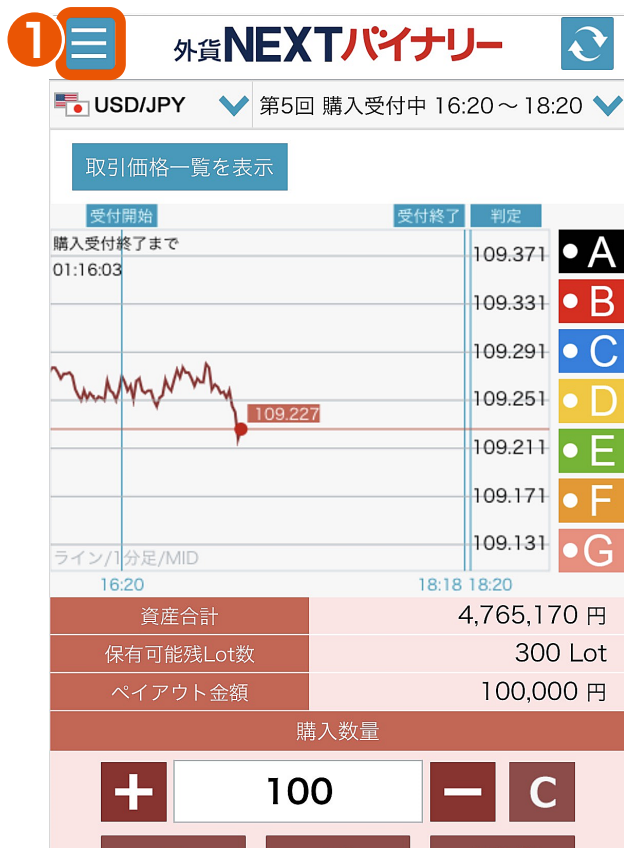 1
外貨NEXTバイナリー
USD/JPY 第5回 購入受付中 16:20～18:20
取引価格一覧を表示
受付開始 受付終了 判定
購入受付終了まで
01:16:03
109.371 A
109.331 B
109.291 C
109.251 D
109.227
109.211 E
109.171 F
109.131 G
ライン/1分足/MID
16:20 18:18 18:20
資産合計 4,765,170 円
保有可能残Lot数 300 Lot
ペイアウト金額 100,000 円
購入数量
+ 100 － C